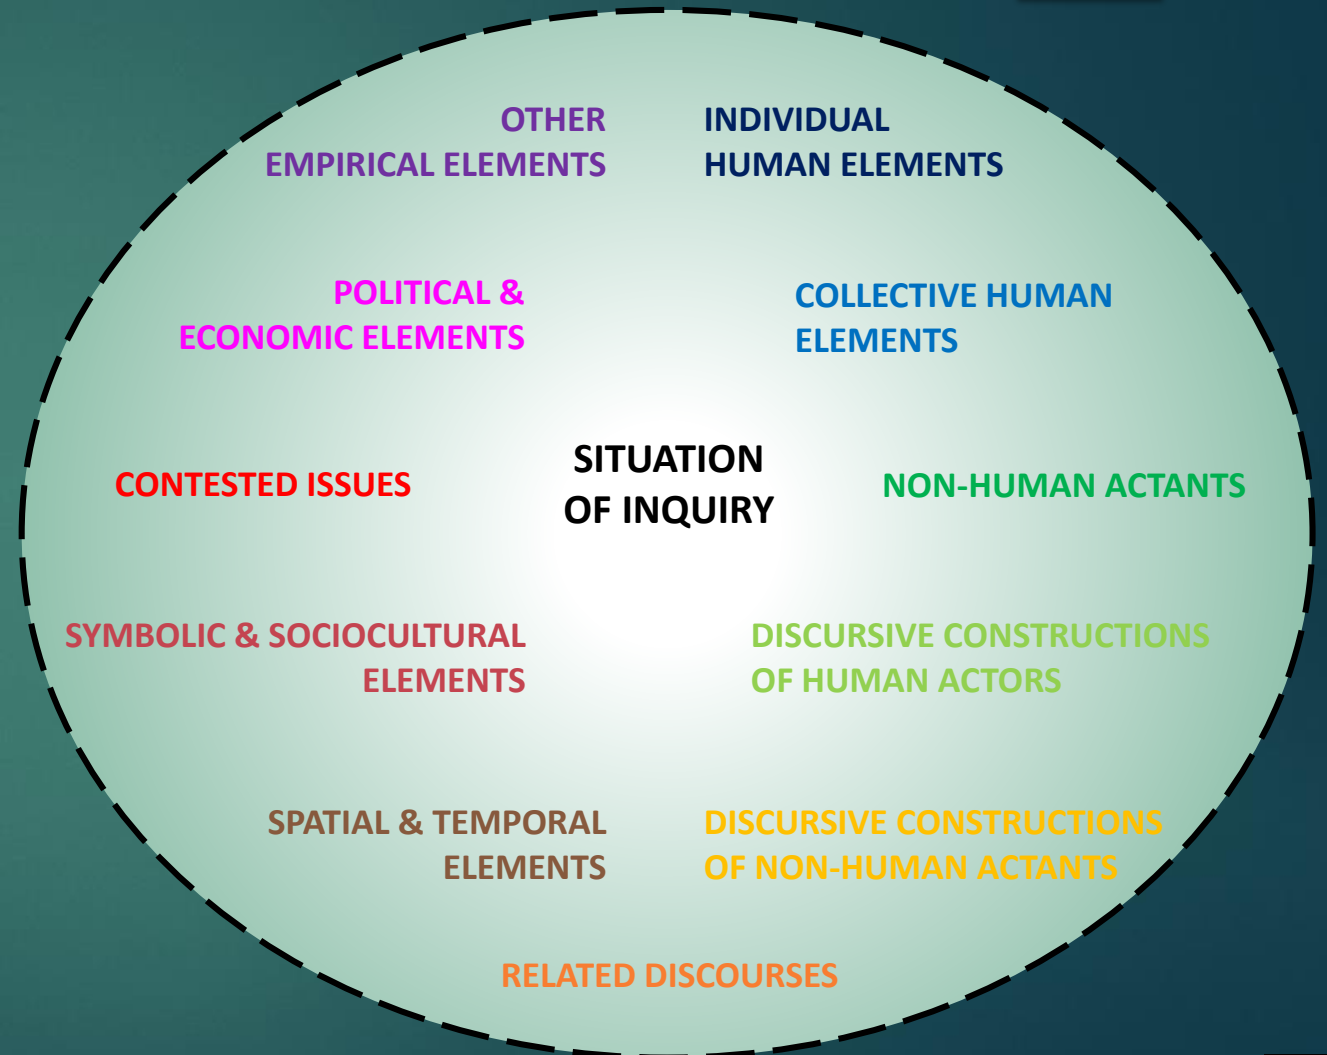 OTHER
EMPIRICAL ELEMENTS
INDIVIDUAL
HUMAN ELEMENTS
POLITICAL &
ECONOMIC ELEMENTS
COLLECTIVE HUMAN
ELEMENTS
CONTESTED ISSUES
SITUATION
OF INQUIRY
NON-HUMAN ACTANTS
SYMBOLIC & SOCIOCULTURAL
ELEMENTS
DISCURSIVE CONSTRUCTIONS
OF HUMAN ACTORS
SPATIAL & TEMPORAL
ELEMENTS
DISCURSIVE CONSTRUCTIONS
OF NON-HUMAN ACTANTS
RELATED DISCOURSES